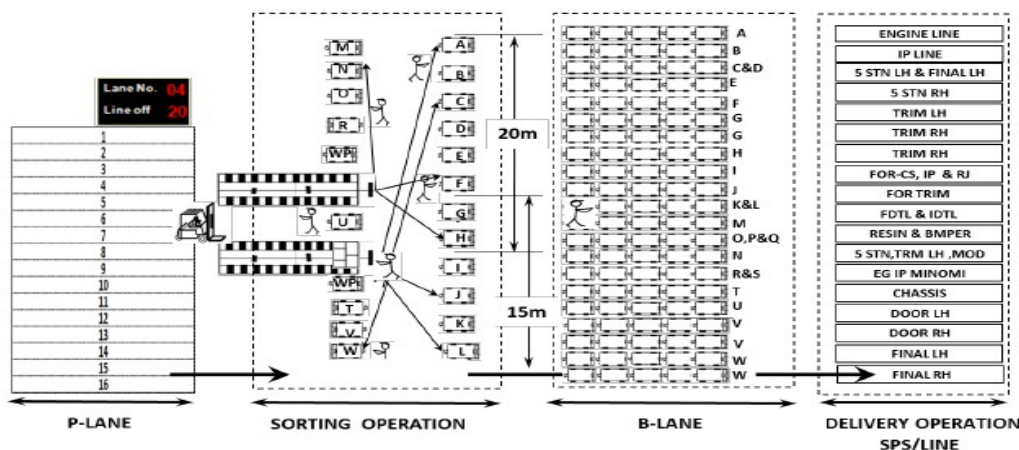 Lane No. 04
Line off 20
1
2
3
4
5
6
7
8
9
10
11
12
13
14
15
16
P-LANE
M
N
O
R
WP
U
WP
T
V
W
A
B
C
D
E
F
G
H
I
J
K
L
20m
15m
SORTING OPERATION
A
B
C&D
E
F
G
G
H
I
J
K&L
M
O,P&Q
N
R&S
T
U
V
V
W
W
B-LANE
ENGINE LINE
IP LINE
5 STN LH & FINAL LH
5 STN RH
TRIM LH
TRIM RH
TRIM RH
FOR-CS, IP & RJ
FOR TRIM
FDTL & IDTL
RESIN & BMPER
5 STN,TRM LH ,MOD
EG IP MINOMI
CHASSIS
DOOR LH
DOOR RH
FINAL LH
FINAL RH
DELIVERY OPERATION
SPS/LINE